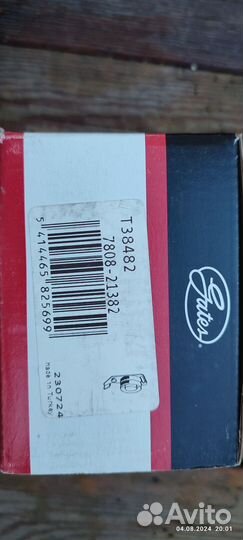 T38482
7808-21382
5 414465 825699
230724
Made in Turkey
Gates
Avito
04.08.2024 20:01